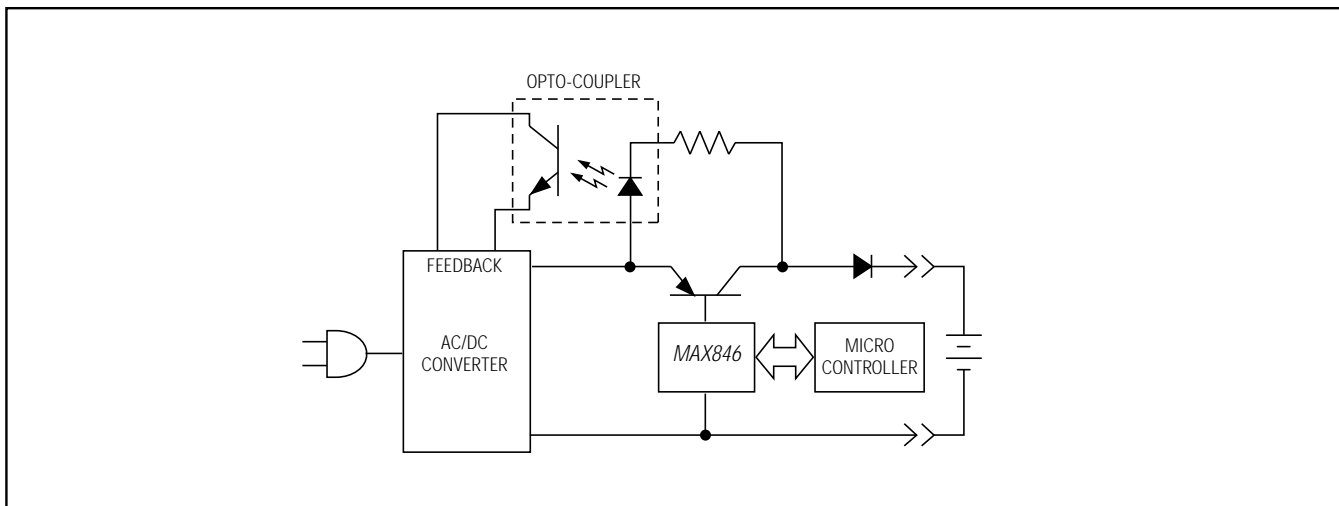 OPTO-COUPLER
FEEDBACK
AC/DC
CONVERTER
MAX846
MICRO
CONTROLLER